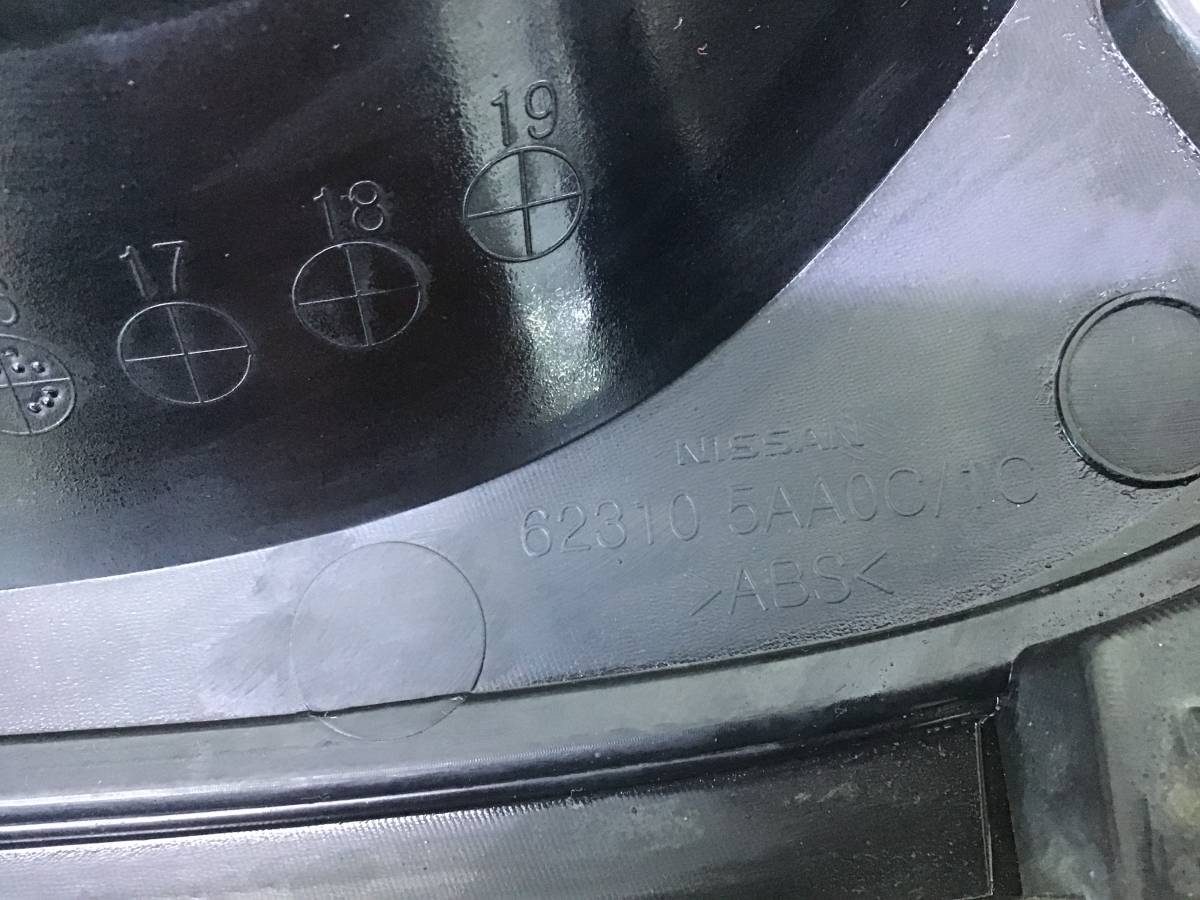 19
18
17
NISSAN
62310 5AA0C/1C
>ABS<